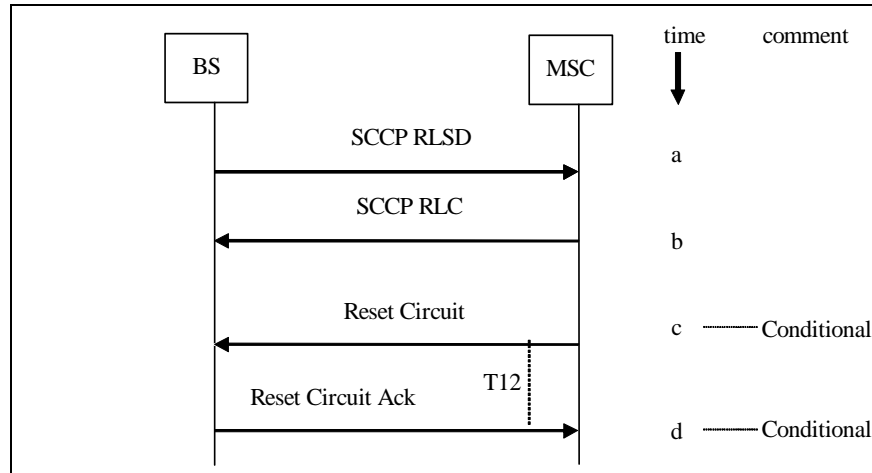 time comment
BS MSC
SCCP RLSD a
SCCP RLC b
Reset Circuit c Conditional
T12
Reset Circuit Ack d Conditional